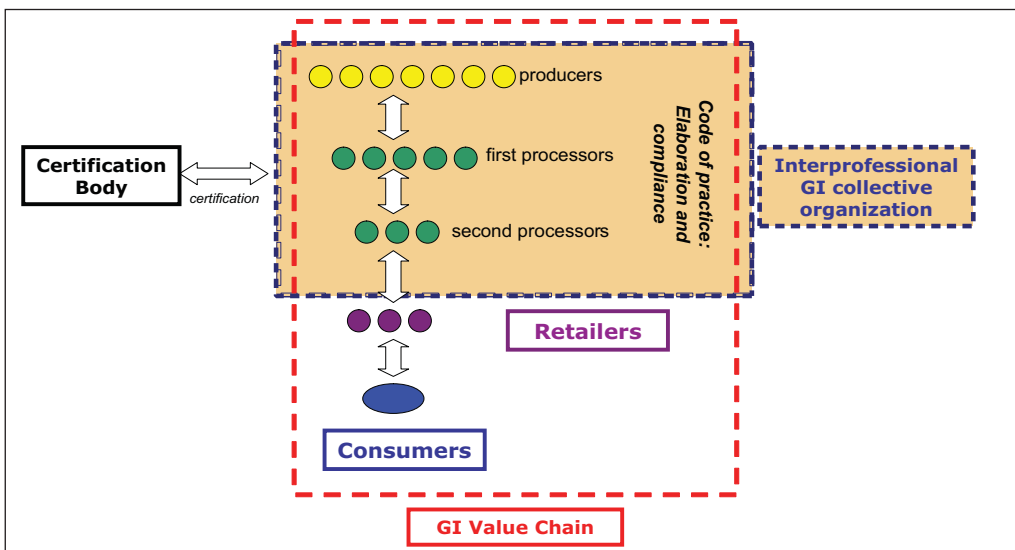 producers
Code of practice:
Elaboration and
compliance
first processors
Certification
Body
certification
Interprofessional
GI collective
organization
second processors
Retailers
Consumers
GI Value Chain